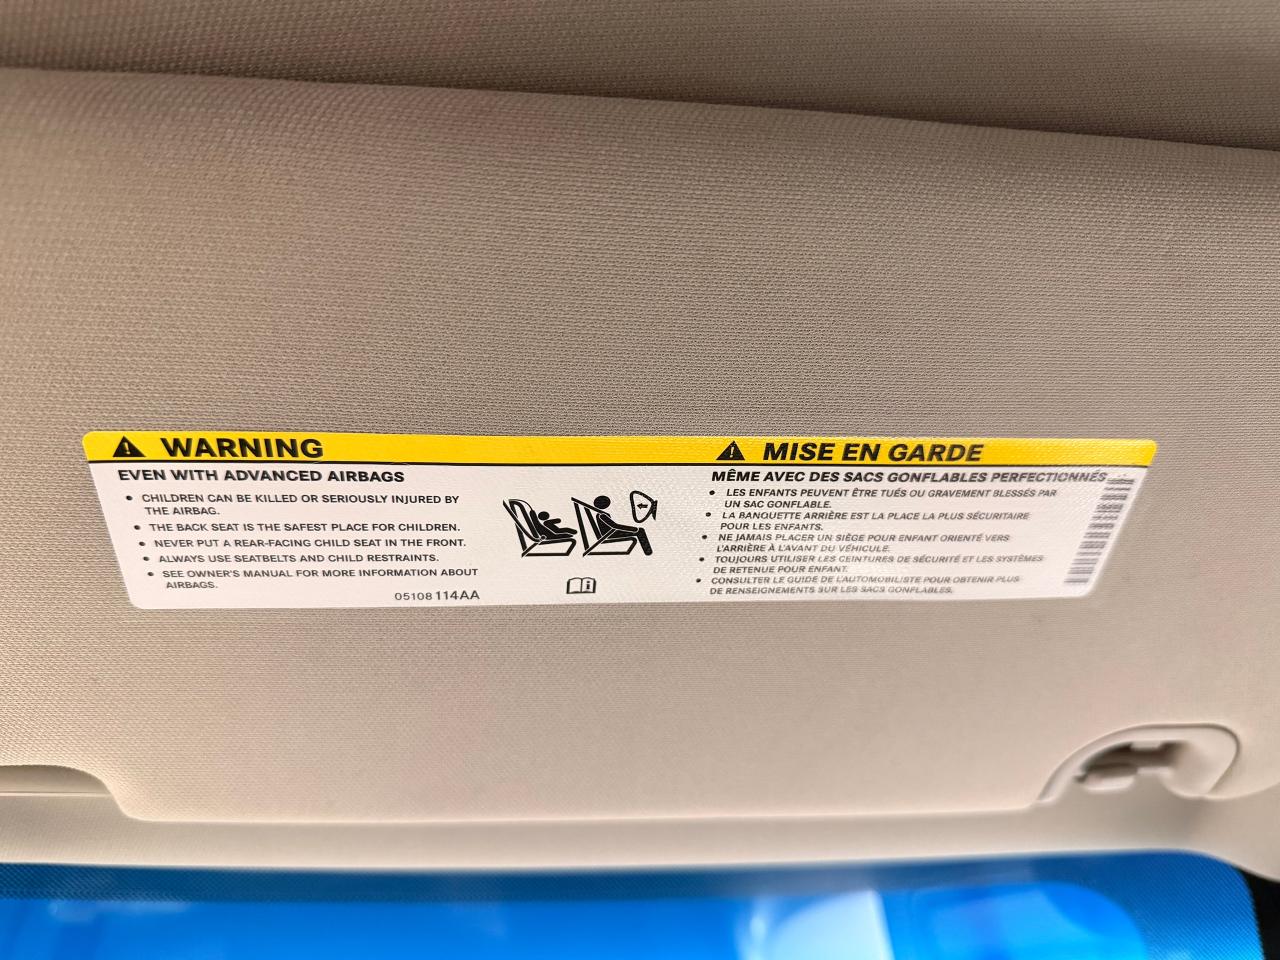 WARNING
EVEN WITH ADVANCED AIRBAGS
• CHILDREN CAN BE KILLED OR SERIOUSLY INJURED BY
THE AIRBAG.
• THE BACK SEAT IS THE SAFEST PLACE FOR CHILDREN.
• NEVER PUT A REAR-FACING CHILD SEAT IN THE FRONT.
• ALWAYS USE SEATBELTS AND CHILD RESTRAINTS.
• SEE OWNER'S MANUAL FOR MORE INFORMATION ABOUT
AIRBAGS.
05108114AA
MISE EN GARDE
MÊME AVEC DES SACS GONFLABLES PERFECTIONNÉS
• LES ENFANTS PEUVENT ÊTRE TUÉS OU GRAVEMENT BLESSÉS PAR
UN SAC GONFLABLE.
• LA BANQUETTE ARRIÈRE EST LA PLACE LA PLUS SÉCURITAIRE
POUR LES ENFANTS.
• NE JAMAIS PLACER UN SIÈGE POUR ENFANT ORIENTÉ VERS
L'ARRIÈRE À L'AVANT DU VÉHICULE.
• TOUJOURS UTILISER LES CEINTURES DE SÉCURITÉ ET LES SYSTÈMES
DE RETENUE POUR ENFANT.
• CONSULTER LE GUIDE DE L'AUTOMOBILISTE POUR OBTENIR PLUS
DE RENSEIGNEMENTS SUR LES SACS GONFLABLES.